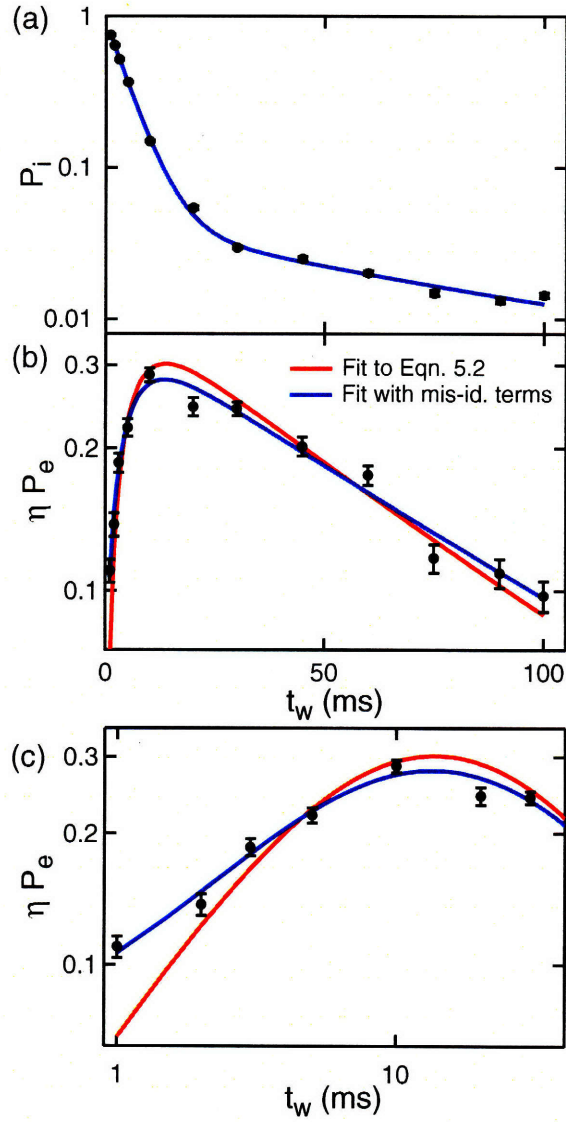 (a)
1
0.1
0.01
P_i
(b)
0.3
0.2
0.1
η P_e
Fit to Eqn. 5.2
Fit with mis-id. terms
0
50
100
t_w (ms)
(c)
0.3
0.2
0.1
η P_e
1
10
t_w (ms)